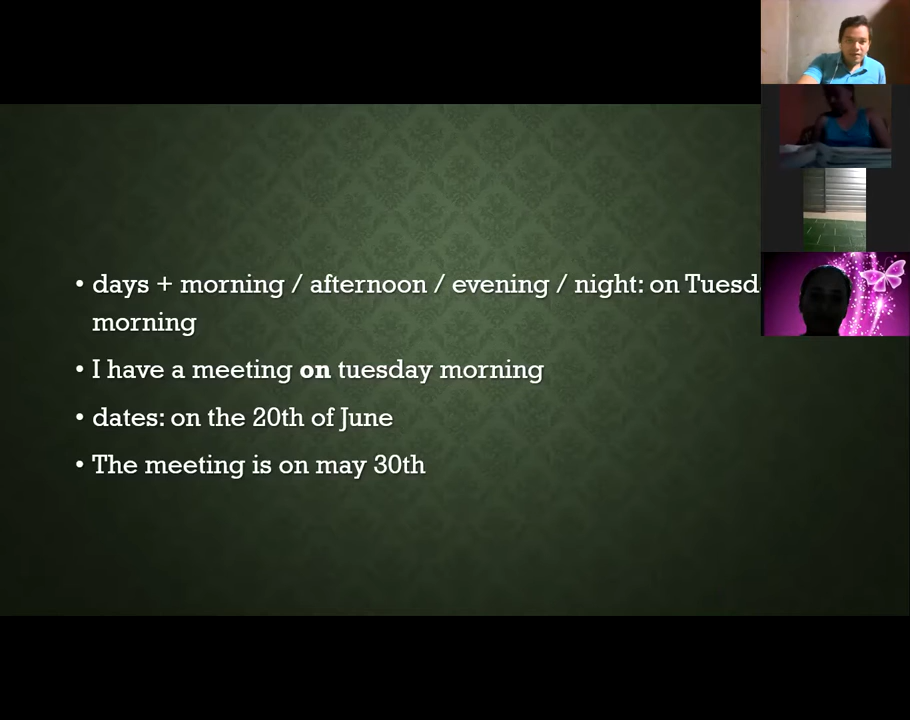 • days + morning / afternoon / evening / night: on
morning
• I have a meeting on tuesday morning
• dates: on the 20th of June
• The meeting is on may 30th